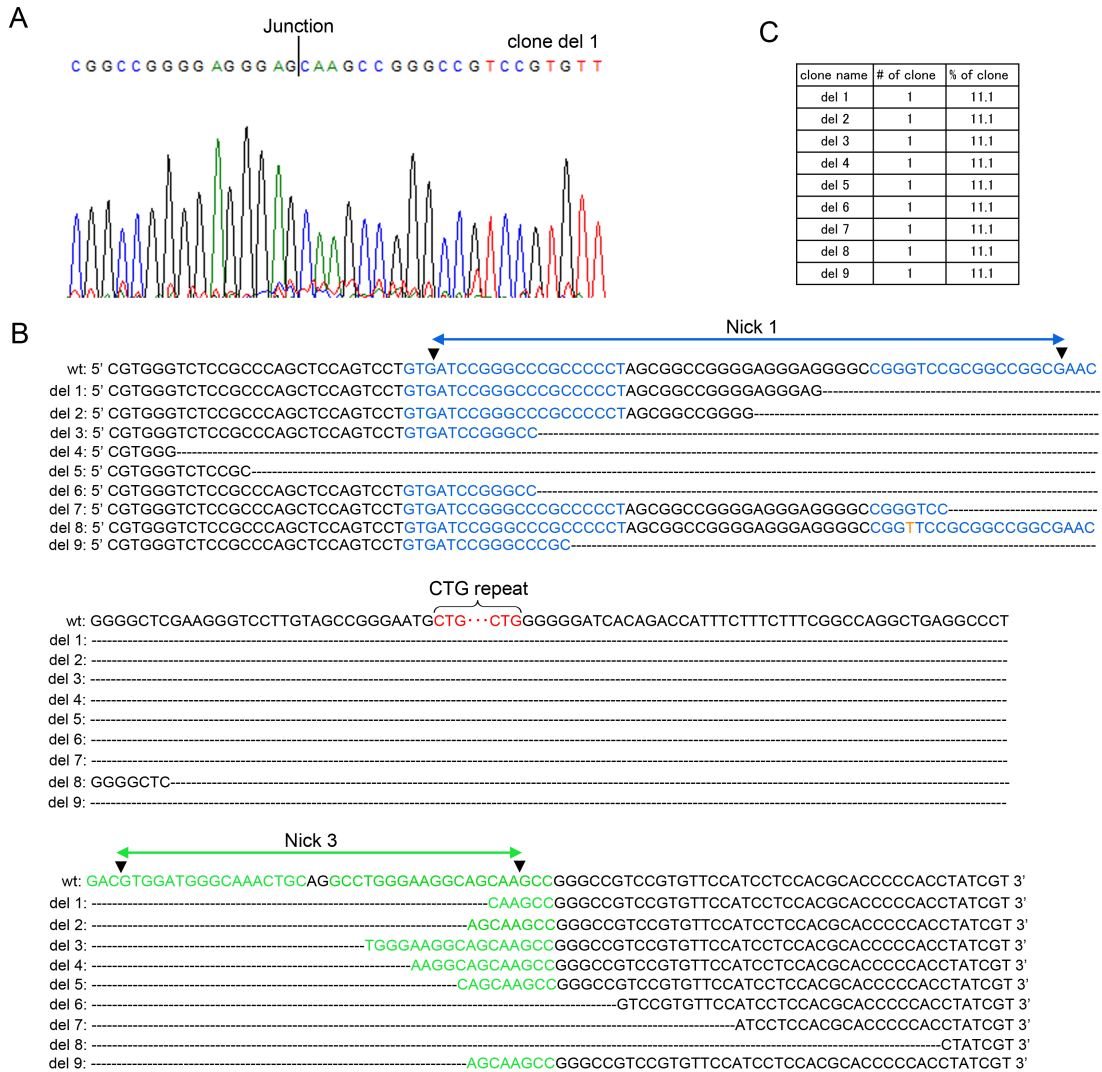 A
Junction
clone del 1
CGGCCGGGGAGGGAGCAAGCCGGGCCGTCCGTGTT
C
clone name # of clone % of clone
del 1 1 11.1
del 2 1 11.1
del 3 1 11.1
del 4 1 11.1
del 5 1 11.1
del 6 1 11.1
del 7 1 11.1
del 8 1 11.1
del 9 1 11.1
B
Nick 1
wt: 5' CGTGGGTCTCCGCCCAGCTCCAGTCCTGTGATCCGGGCCCGCCCCCTAGCGGCCGGGGAGGGAGGGGCCGGGTCCGCGGCCGGCGAAC
del 1: 5' CGTGGGTCTCCGCCCAGCTCCAGTCCTGTGATCCGGGCCCGCCCCCTAGCGGCCGGGGAGGGAG
del 2: 5' CGTGGGTCTCCGCCCAGCTCCAGTCCTGTGATCCGGGCCCGCCCCCTAGCGGCCGGGG
del 3: 5' CGTGGGTCTCCGCCCAGCTCCAGTCCTGTGATCCGGGCC
del 4: 5' CGTGGG
del 5: 5' CGTGGGTCTCCGC
del 6: 5' CGTGGGTCTCCGCCCAGCTCCAGTCCTGTGATCCGGGCC
del 7: 5' CGTGGGTCTCCGCCCAGCTCCAGTCCTGTGATCCGGGCCCGCCCCCTAGCGGCCGGGGAGGGAGGGGCCGGGTCC
del 8: 5' CGTGGGTCTCCGCCCAGCTCCAGTCCTGTGATCCGGGCCCGCCCCCTAGCGGCCGGGGAGGGAGGGGCCGGTTCCGCGGCCGGCGAAC
del 9: 5' CGTGGGTCTCCGCCCAGCTCCAGTCCTGTGATCCGGGCCCGC
CTG repeat
wt: GGGGCTCGAAGGGTCCTTGTAGCCGGGAATGCTG···CTGGGGGGATCACAGACCATTTCTTTCTTTCGGCCAGGCTGAGGCCCT
del 1:
del 2:
del 3:
del 4:
del 5:
del 6:
del 7:
del 8: GGGGCTC
del 9:
Nick 3
wt: GACGTGGATGGGCAAACTGCAGGCCTGGGAAGGCAGCAAGCCGGGCCGTCCGTGTTCCATCCTCCACGCACCCCCACCTATCGT 3'
del 1: CAAGCCGGGCCGTCCGTGTTCCATCCTCCACGCACCCCCACCTATCGT 3'
del 2: AGCAAGCCGGGCCGTCCGTGTTCCATCCTCCACGCACCCCCACCTATCGT 3'
del 3: TGGGAAGGCAGCAAGCCGGGCCGTCCGTGTTCCATCCTCCACGCACCCCCACCTATCGT 3'
del 4: AAGGCAGCAAGCCGGGCCGTCCGTGTTCCATCCTCCACGCACCCCCACCTATCGT 3'
del 5: CAGCAAGCCGGGCCGTCCGTGTTCCATCCTCCACGCACCCCCACCTATCGT 3'
del 6: GTCCGTGTTCCATCCTCCACGCACCCCCACCTATCGT 3'
del 7: ATCCTCCACGCACCCCCACCTATCGT 3'
del 8: CTATCGT 3'
del 9: AGCAAGCCGGGCCGTCCGTGTTCCATCCTCCACGCACCCCCACCTATCGT 3'